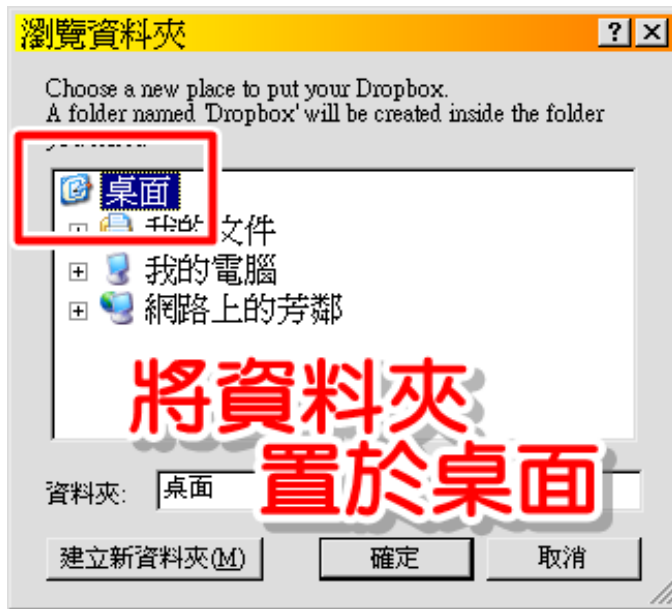 瀏覽資料夾
Choose a new place to put your Dropbox.
A folder named 'Dropbox' will be created inside the folder
桌面
我的 文件
我的電腦
網路上的芳鄰
將資料夾
置於桌面
資料夾: 桌面
建立新資料夾(M) 確定 取消